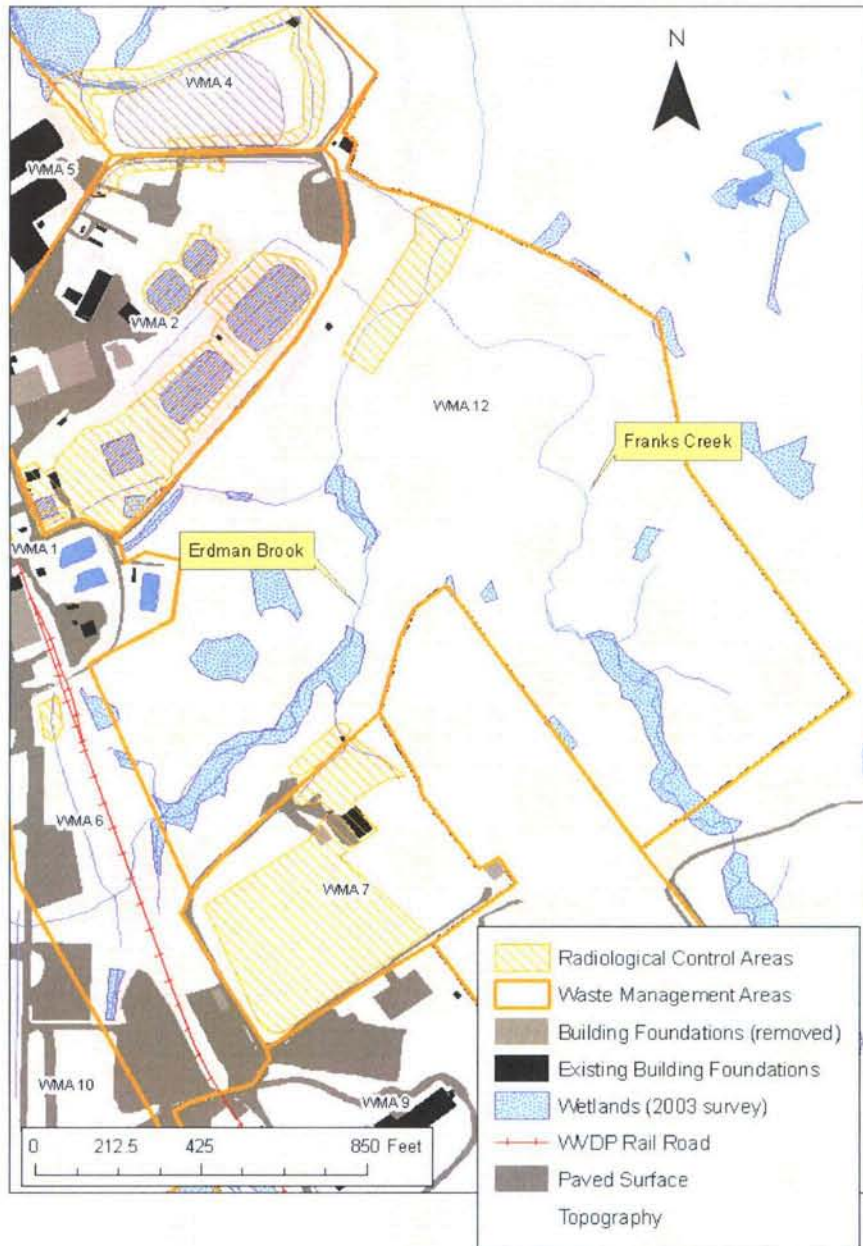 N
WMA 4
WMA 5
WMA 2
WMA 12
Franks Creek
WMA 1
Erdman Brook
WMA 6
WMA 7
WMA 10
WMA 9
0 212.5 425 850 Feet
Radiological Control Areas
Waste Management Areas
Building Foundations (removed)
Existing Building Foundations
Wetlands (2003 survey)
WVDP Rail Road
Paved Surface
Topography